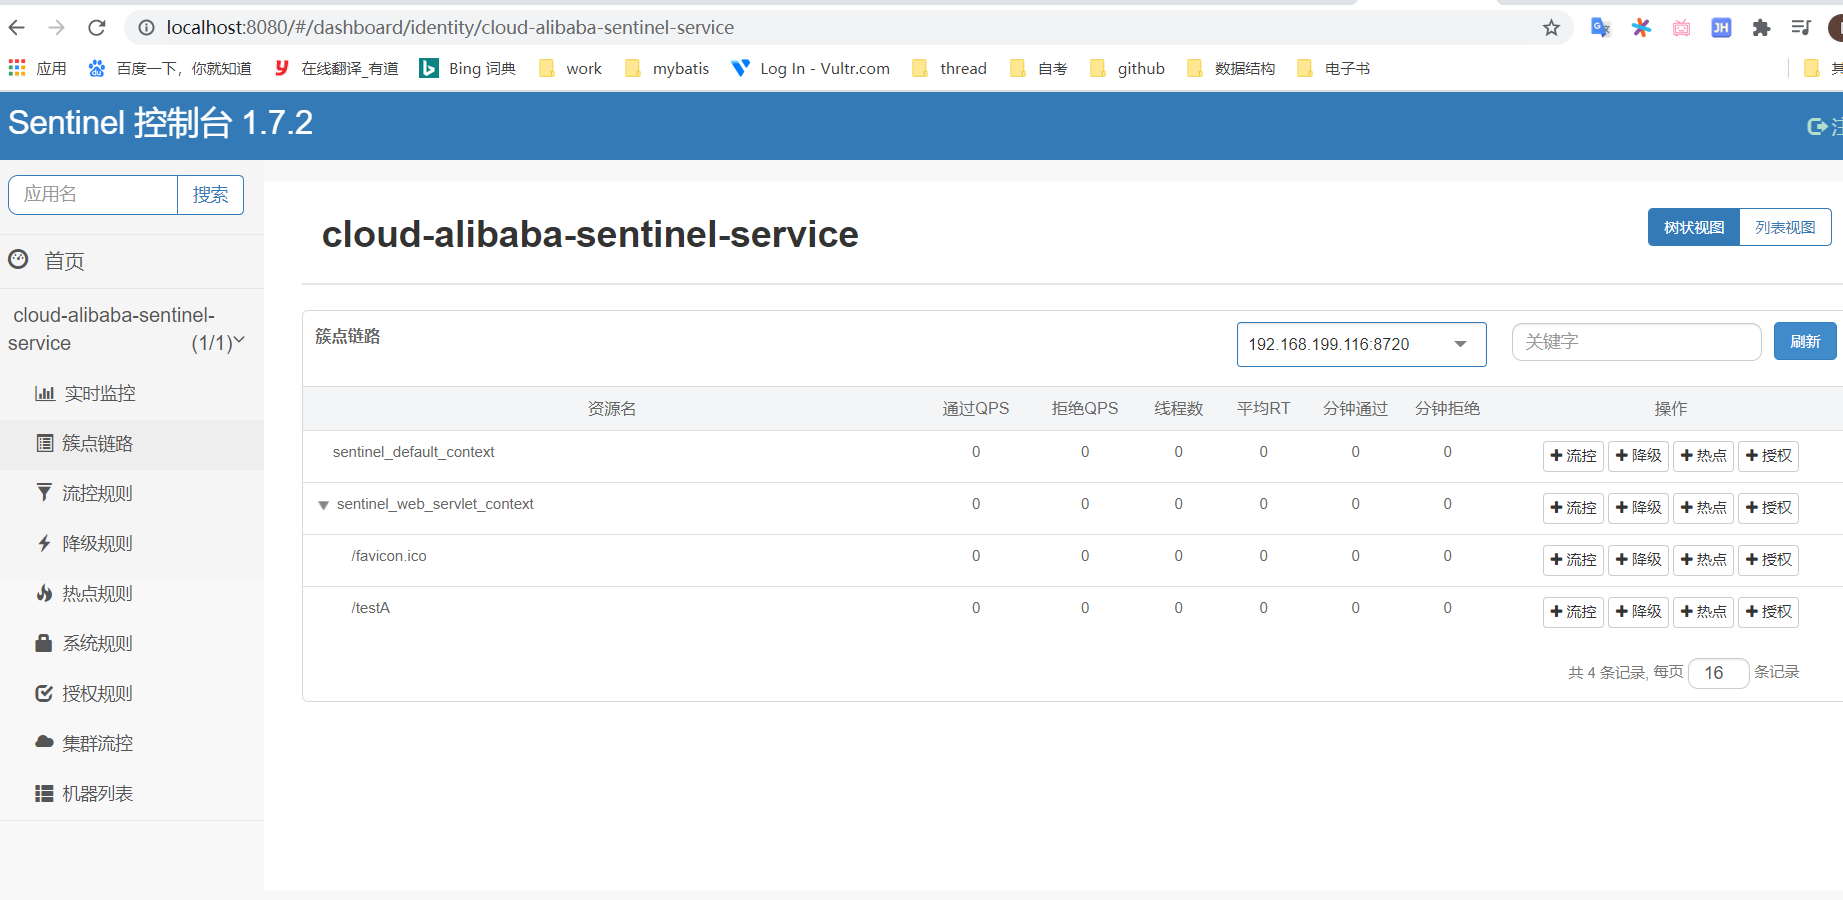 localhost:8080/#/dashboard/identity/cloud-alibaba-sentinel-service
应用 百度一下，你就知道 在线翻译_有道 Bing 词典 work mybatis Log In - Vultr.com thread 自考 github 数据结构 电子书
Sentinel 控制台 1.7.2
应用名 搜索
首页
cloud-alibaba-sentinel-
service (1/1)
实时监控
簇点链路
流控规则
降级规则
热点规则
系统规则
授权规则
集群流控
机器列表
cloud-alibaba-sentinel-service
树状视图 列表视图
簇点链路 192.168.199.116:8720 关键字 刷新
资源名 通过QPS 拒绝QPS 线程数 平均RT 分钟通过 分钟拒绝 操作
sentinel_default_context 0 0 0 0 0 0 流控 降级 热点 授权
sentinel_web_servlet_context 0 0 0 0 0 0 流控 降级 热点 授权
/favicon.ico 0 0 0 0 0 0 流控 降级 热点 授权
/testA 0 0 0 0 0 0 流控 降级 热点 授权
共 4 条记录, 每页 16 条记录